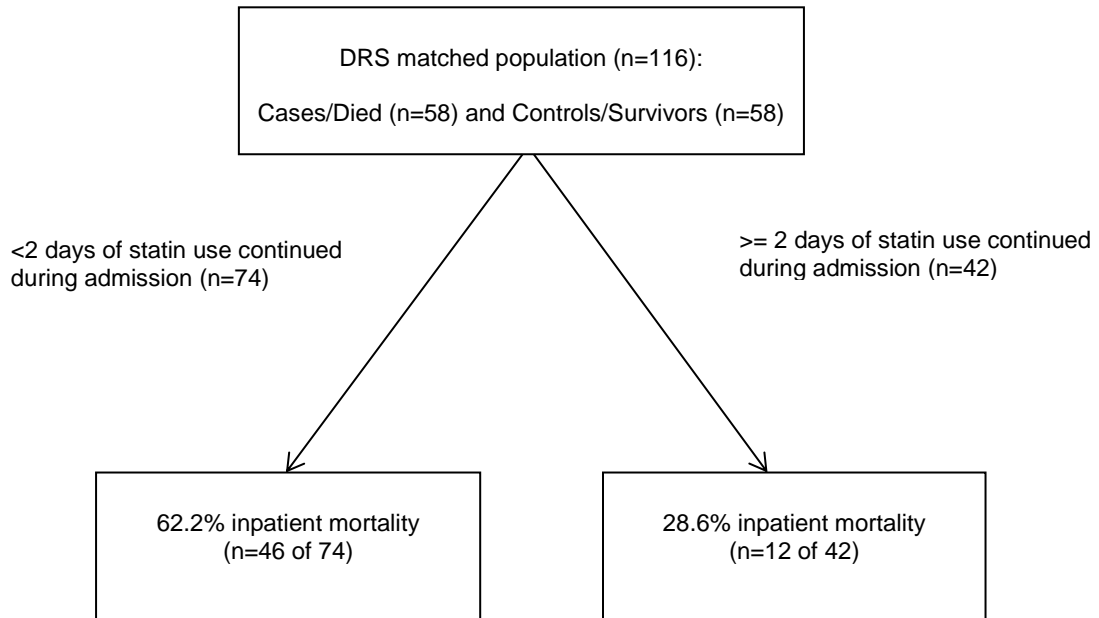 DRS matched population (n=116):
Cases/Died (n=58) and Controls/Survivors (n=58)
<2 days of statin use continued
during admission (n=74)
>= 2 days of statin use continued
during admission (n=42)
62.2% inpatient mortality
(n=46 of 74)
28.6% inpatient mortality
(n=12 of 42)